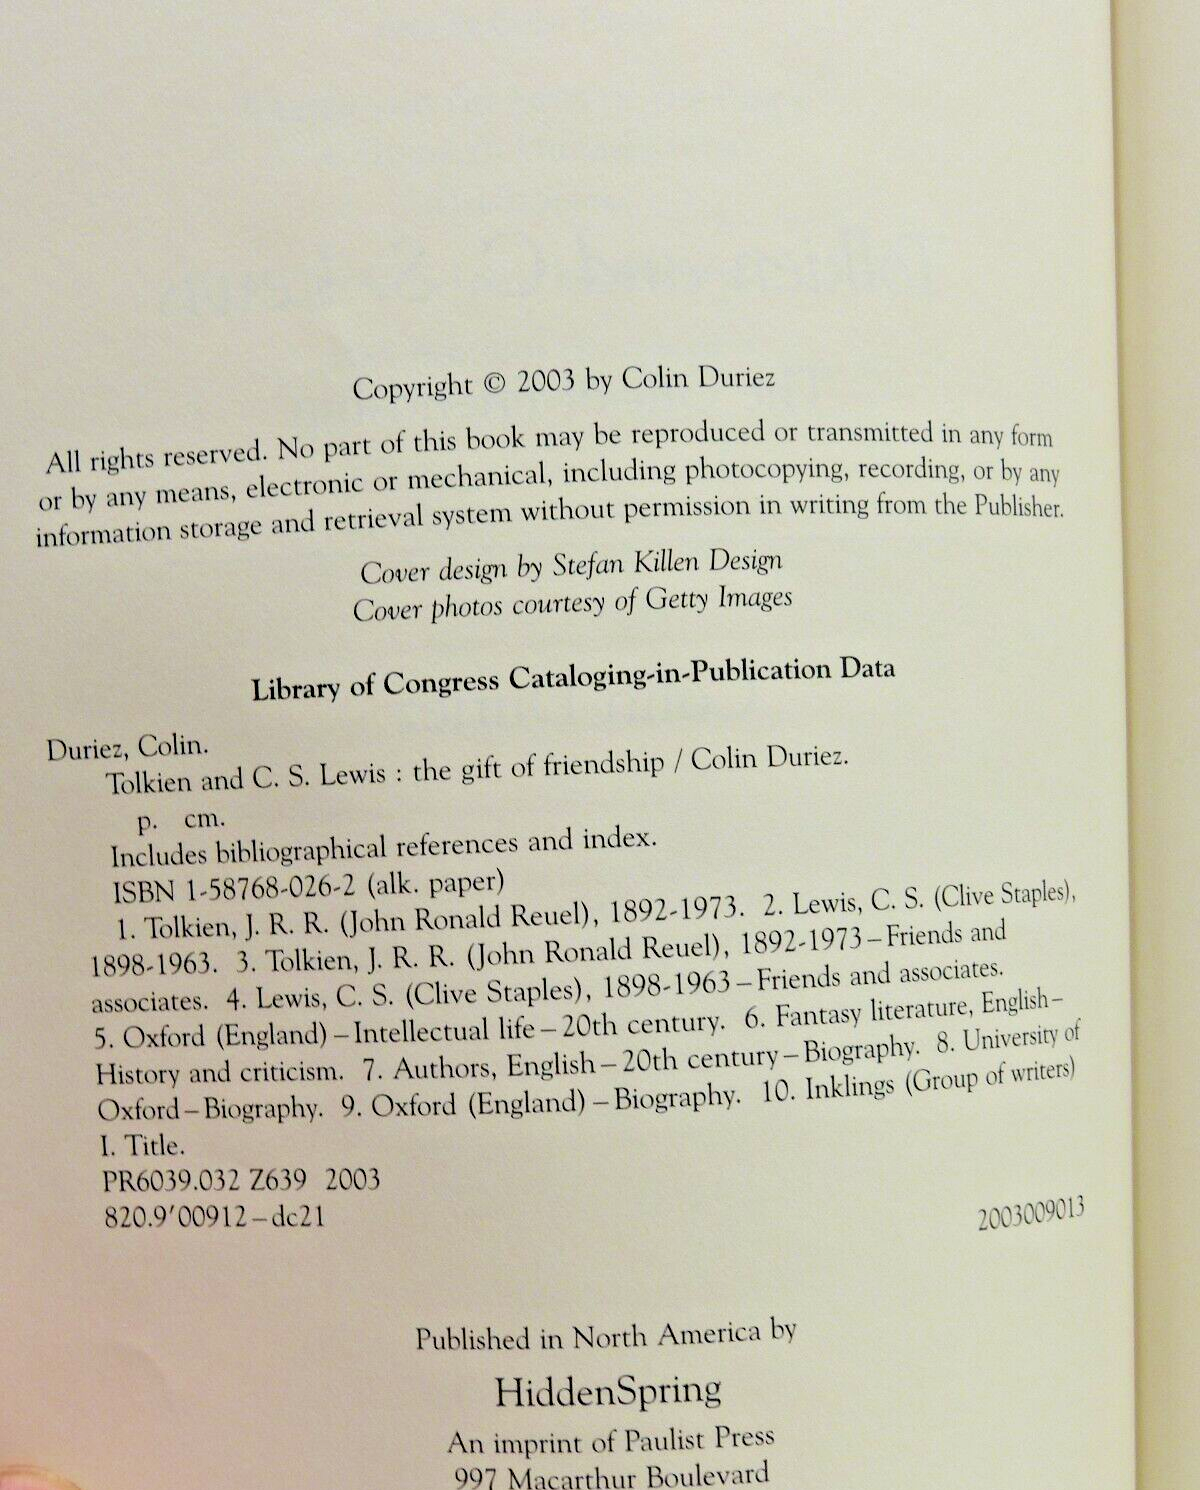 Copyright © 2003 by Colin Duriez
All rights reserved. No part of this book may be reproduced or transmitted in any form
or by any means, electronic or mechanical, including photocopying, recording, or by any
information storage and retrieval system without permission in writing from the Publisher.
Cover design by Stefan Killen Design
Cover photos courtesy of Getty Images
Library of Congress Cataloging-in-Publication Data
Duriez, Colin.
Tolkien and C. S. Lewis : the gift of friendship / Colin Duriez.
p. cm.
Includes bibliographical references and index.
ISBN 1-58768-026-2 (alk. paper)
1. Tolkien, J. R. R. (John Ronald Reuel), 1892-1973. 2. Lewis, C. S. (Clive Staples),
1898-1963. 3. Tolkien, J. R. R. (John Ronald Reuel), 1892-1973–Friends and
associates. 4. Lewis, C. S. (Clive Staples), 1898-1963–Friends and associates.
5. Oxford (England)–Intellectual life–20th century. 6. Fantasy literature, English–
History and criticism. 7. Authors, English–20th century–Biography. 8. University of
Oxford–Biography. 9. Oxford (England)–Biography. 10. Inklings (Group of writers)
I. Title.
PR6039.032 Z639 2003
820.9'00912–dc21
2003009013
Published in North America by
HiddenSpring
An imprint of Paulist Press
997 Macarthur Boulevard